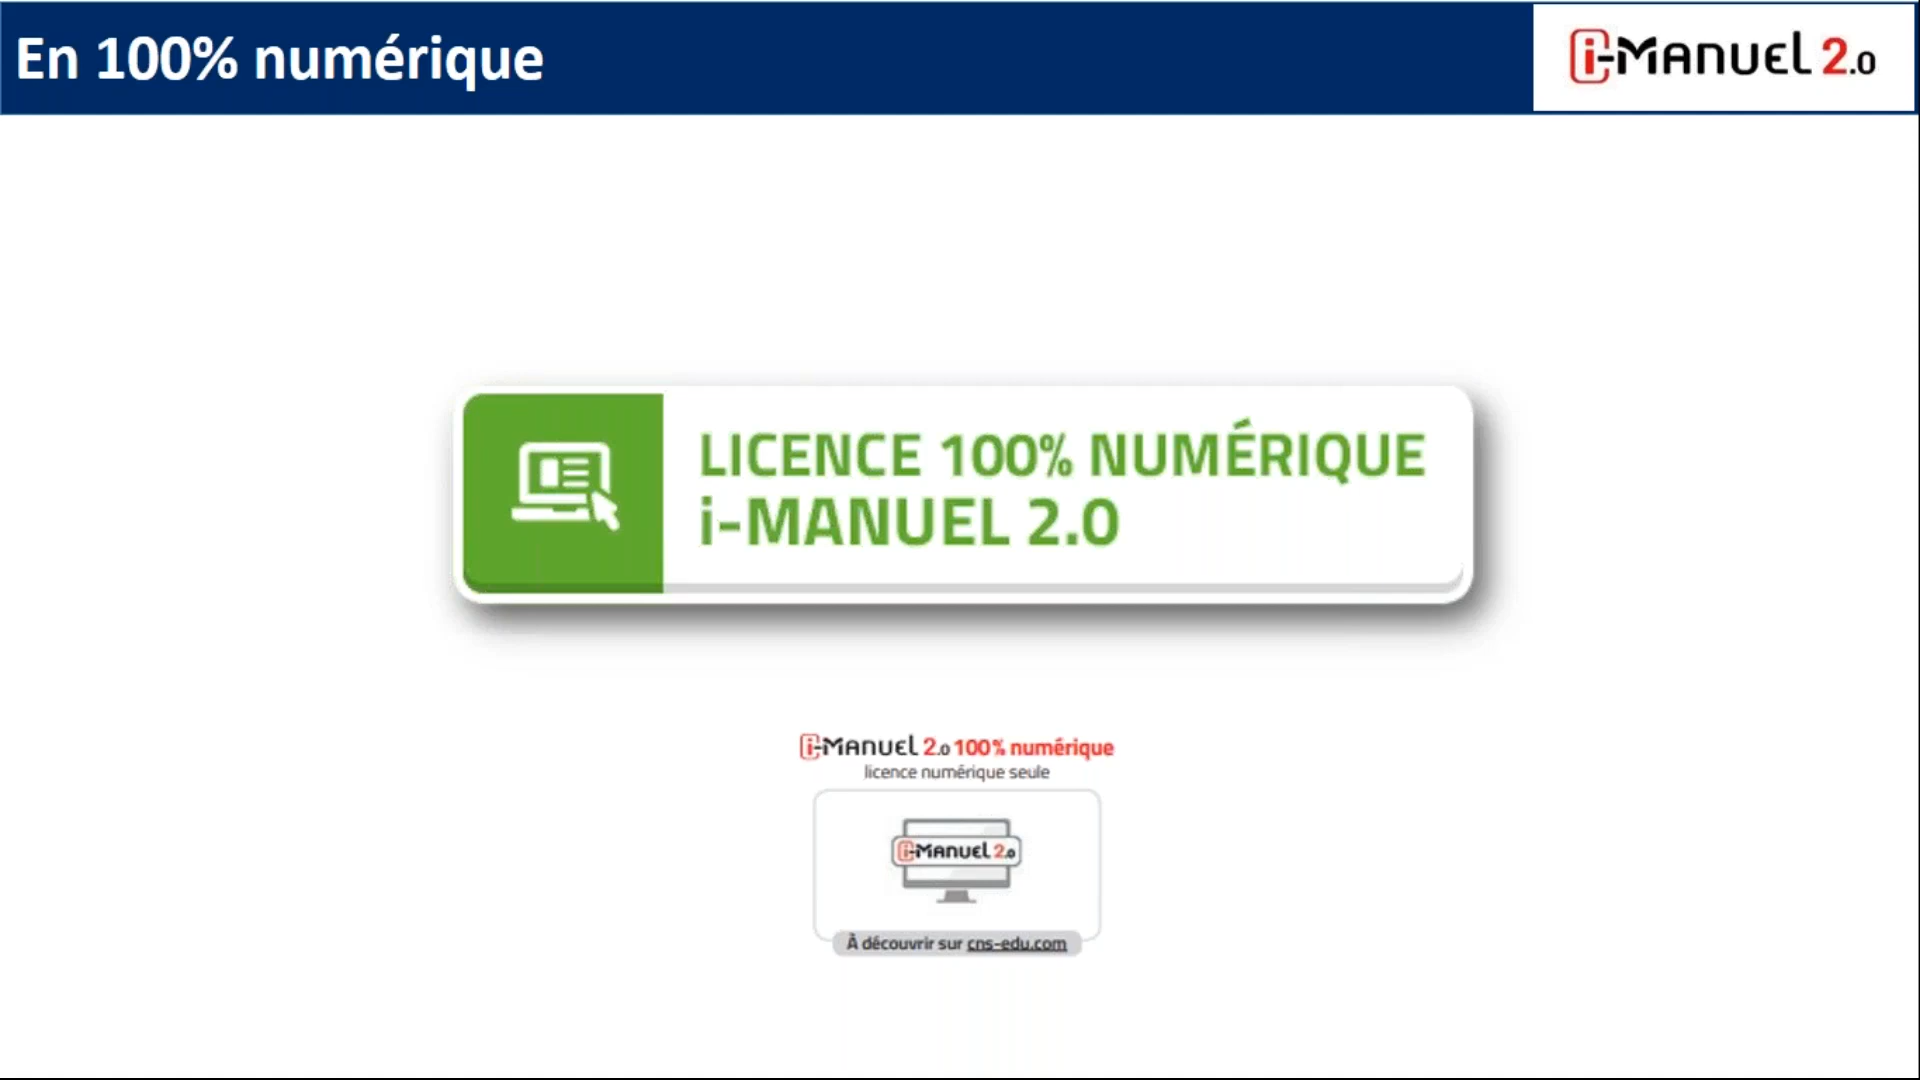 En 100% numérique
i-Manuel 2.0
LICENCE 100% NUMÉRIQUE
i-MANUEL 2.0
i-Manuel 2.0 100% numérique
licence numérique seule
i-Manuel 2.0
À découvrir sur cns-edu.com